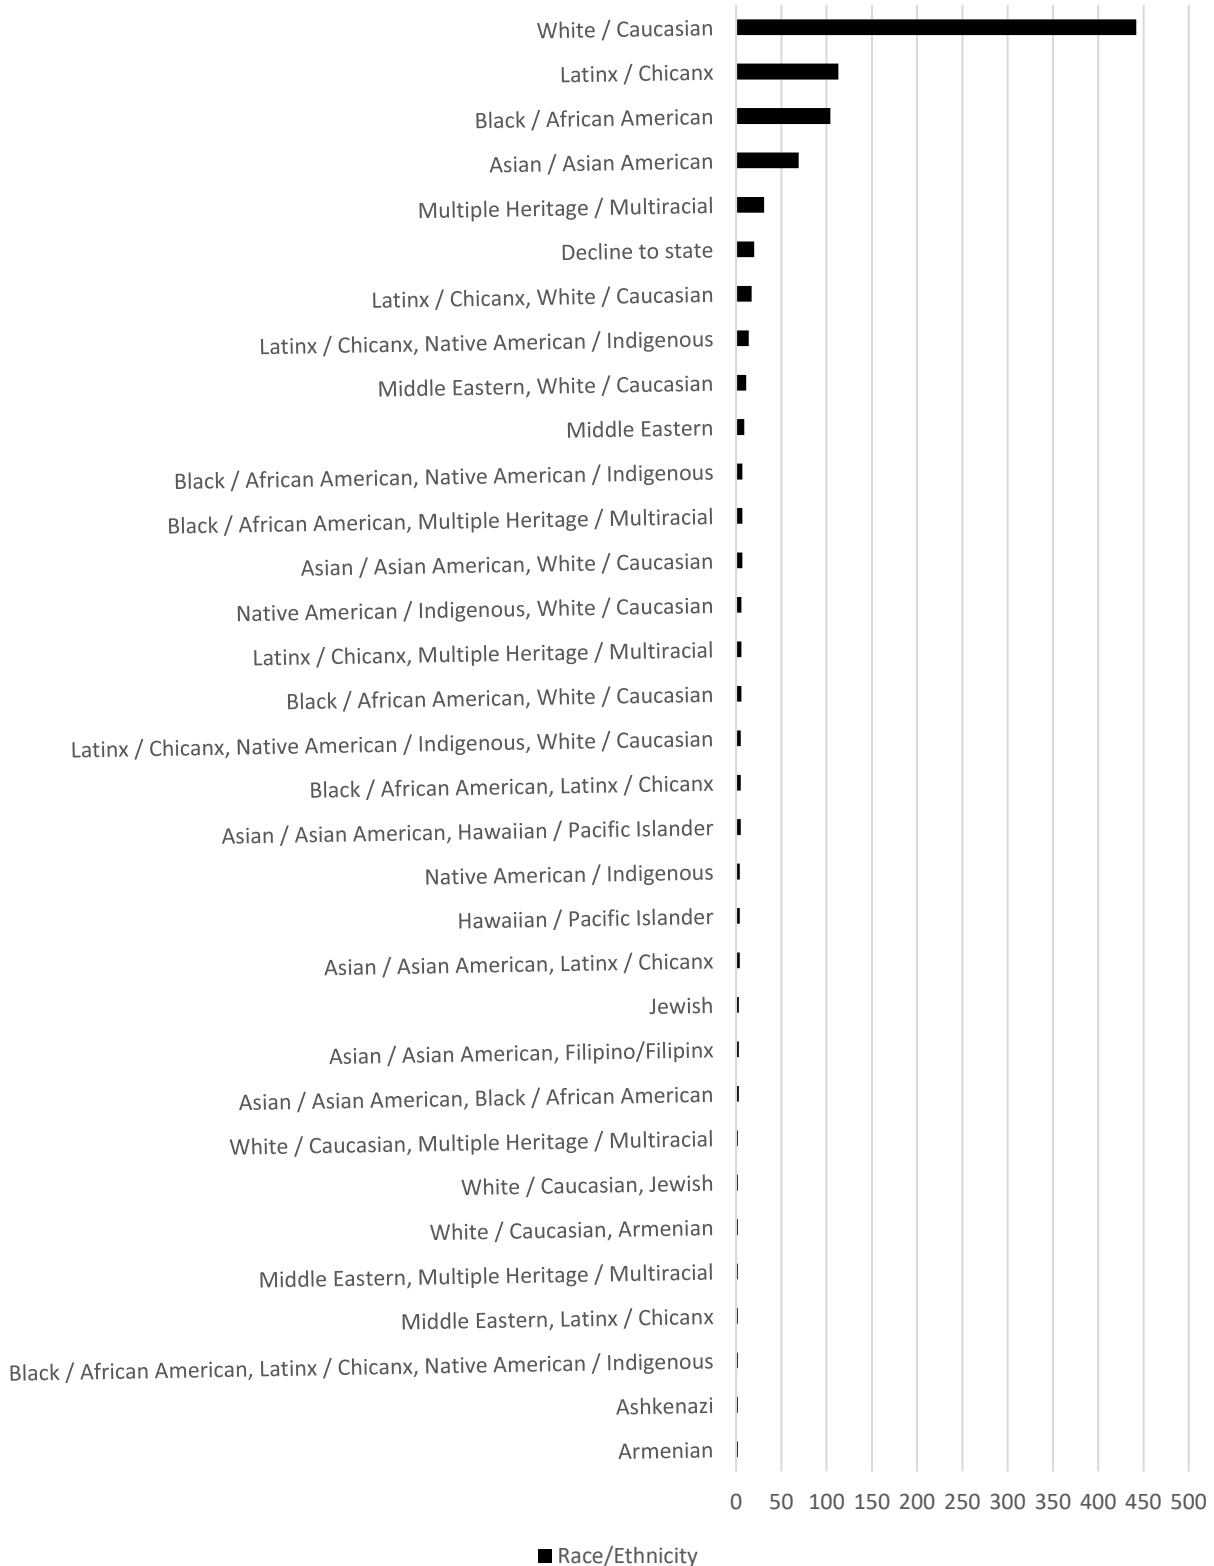 White / Caucasian
Latinx / Chicanx
Black / African American
Asian / Asian American
Multiple Heritage / Multiracial
Decline to state
Latinx / Chicanx, White / Caucasian
Latinx / Chicanx, Native American / Indigenous
Middle Eastern, White / Caucasian
Middle Eastern
Black / African American, Native American / Indigenous
Black / African American, Multiple Heritage / Multiracial
Asian / Asian American, White / Caucasian
Native American / Indigenous, White / Caucasian
Latinx / Chicanx, Multiple Heritage / Multiracial
Black / African American, White / Caucasian
Latinx / Chicanx, Native American / Indigenous, White / Caucasian
Black / African American, Latinx / Chicanx
Asian / Asian American, Hawaiian / Pacific Islander
Native American / Indigenous
Hawaiian / Pacific Islander
Asian / Asian American, Latinx / Chicanx
Jewish
Asian / Asian American, Filipino/Filipinx
Asian / Asian American, Black / African American
White / Caucasian, Multiple Heritage / Multiracial
White / Caucasian, Jewish
White / Caucasian, Armenian
Middle Eastern, Multiple Heritage / Multiracial
Middle Eastern, Latinx / Chicanx
Black / African American, Latinx / Chicanx, Native American / Indigenous
Ashkenazi
Armenian
0 50 100 150 200 250 300 350 400 450 500
Race/Ethnicity